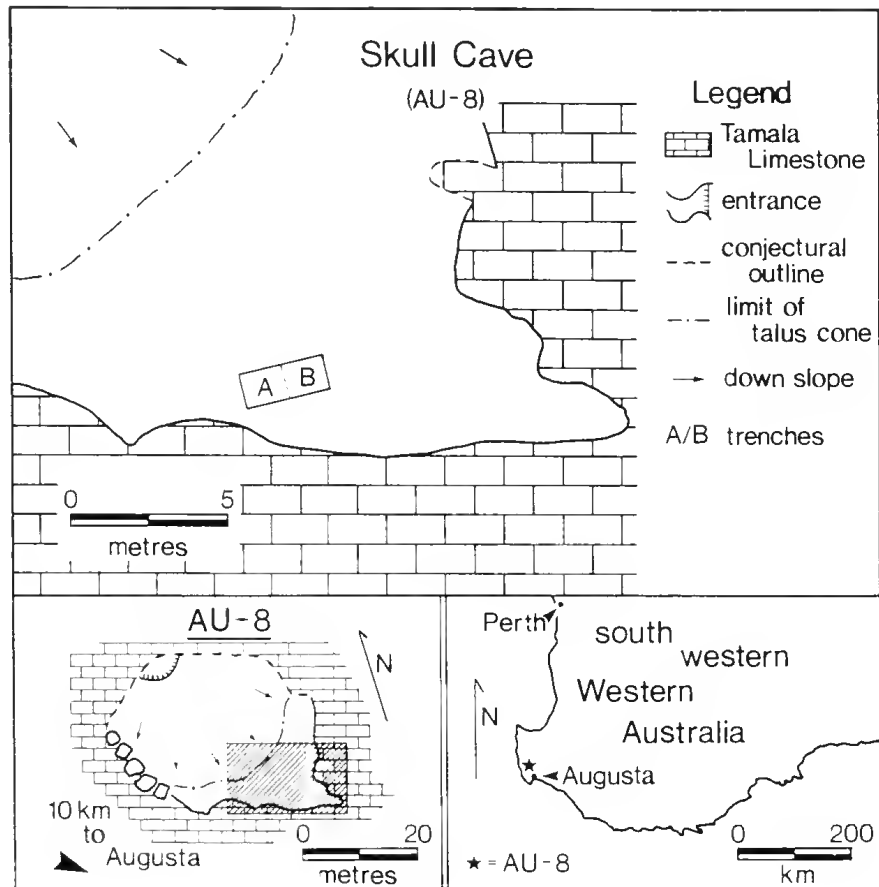 Skull Cave
(AU-8)
Legend
Tamala
Limestone
entrance
conjectural
outline
limit of
talus cone
down slope
A/B trenches
A B
0 5
metres
AU-8
N
10 km
to
Augusta
0 20
metres
Perth
south
western
Western
Australia
N
Augusta
★ = AU-8
0 200
km